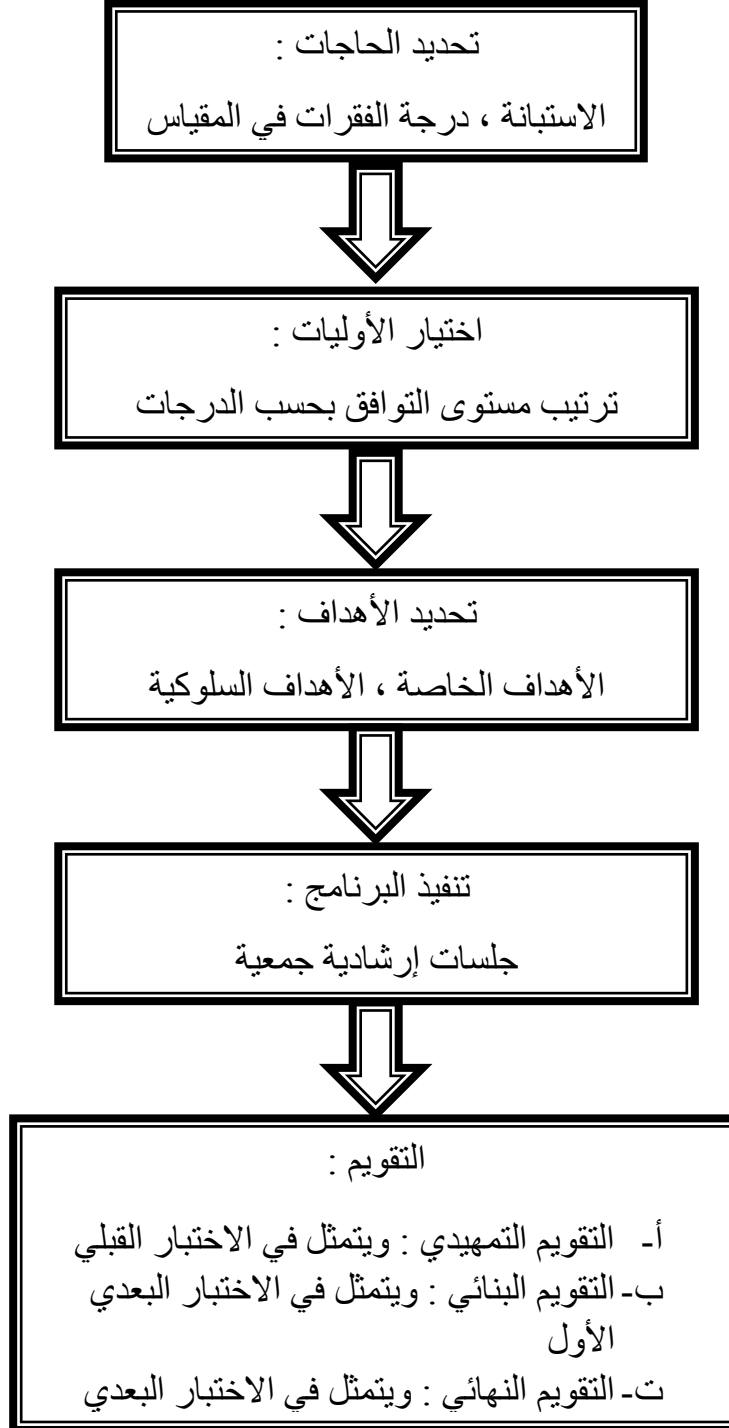 تحديد الحاجات :
الاستبانة ، درجة الفقرات في المقياس
اختيار الأوليات :
ترتيب مستوى التوافق بحسب الدرجات
تحديد الأهداف :
الأهداف الخاصة ، الأهداف السلوكية
تنفيذ البرنامج :
جلسات إرشادية جمعية
التقويم :
أ- التقويم التمهيدي : ويتمثل في الاختبار القبلي
ب- التقويم البنائي : ويتمثل في الاختبار البعدي
الأول
ت- التقويم النهائي : ويتمثل في الاختبار البعدي